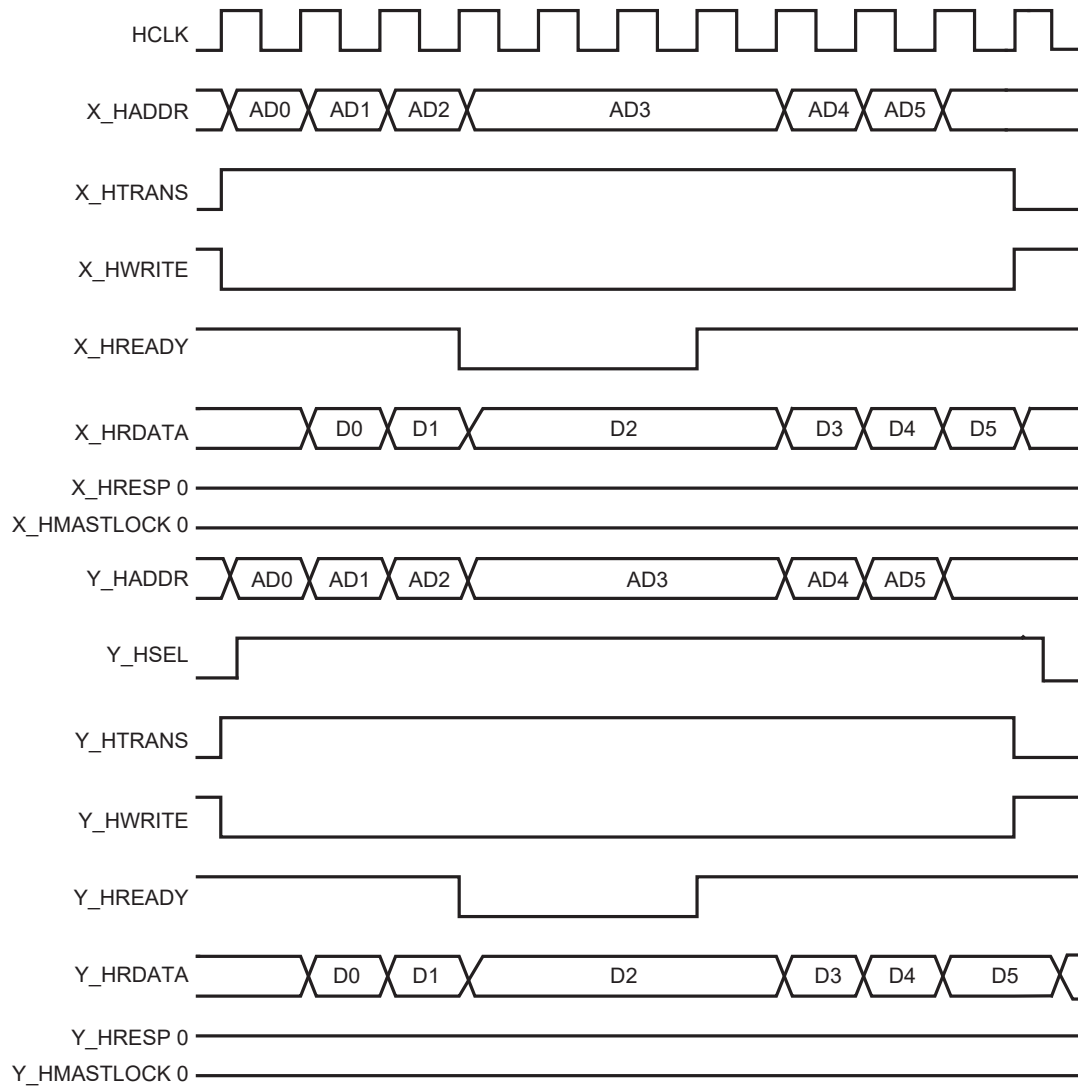 HCLK
X_HADDR AD0 AD1 AD2 AD3 AD4 AD5
X_HTRANS
X_HWRITE
X_HREADY
X_HRDATA D0 D1 D2 D3 D4 D5
X_HRESP 0
X_HMASTLOCK 0
Y_HADDR AD0 AD1 AD2 AD3 AD4 AD5
Y_HSEL
Y_HTRANS
Y_HWRITE
Y_HREADY
Y_HRDATA D0 D1 D2 D3 D4 D5
Y_HRESP 0
Y_HMASTLOCK 0